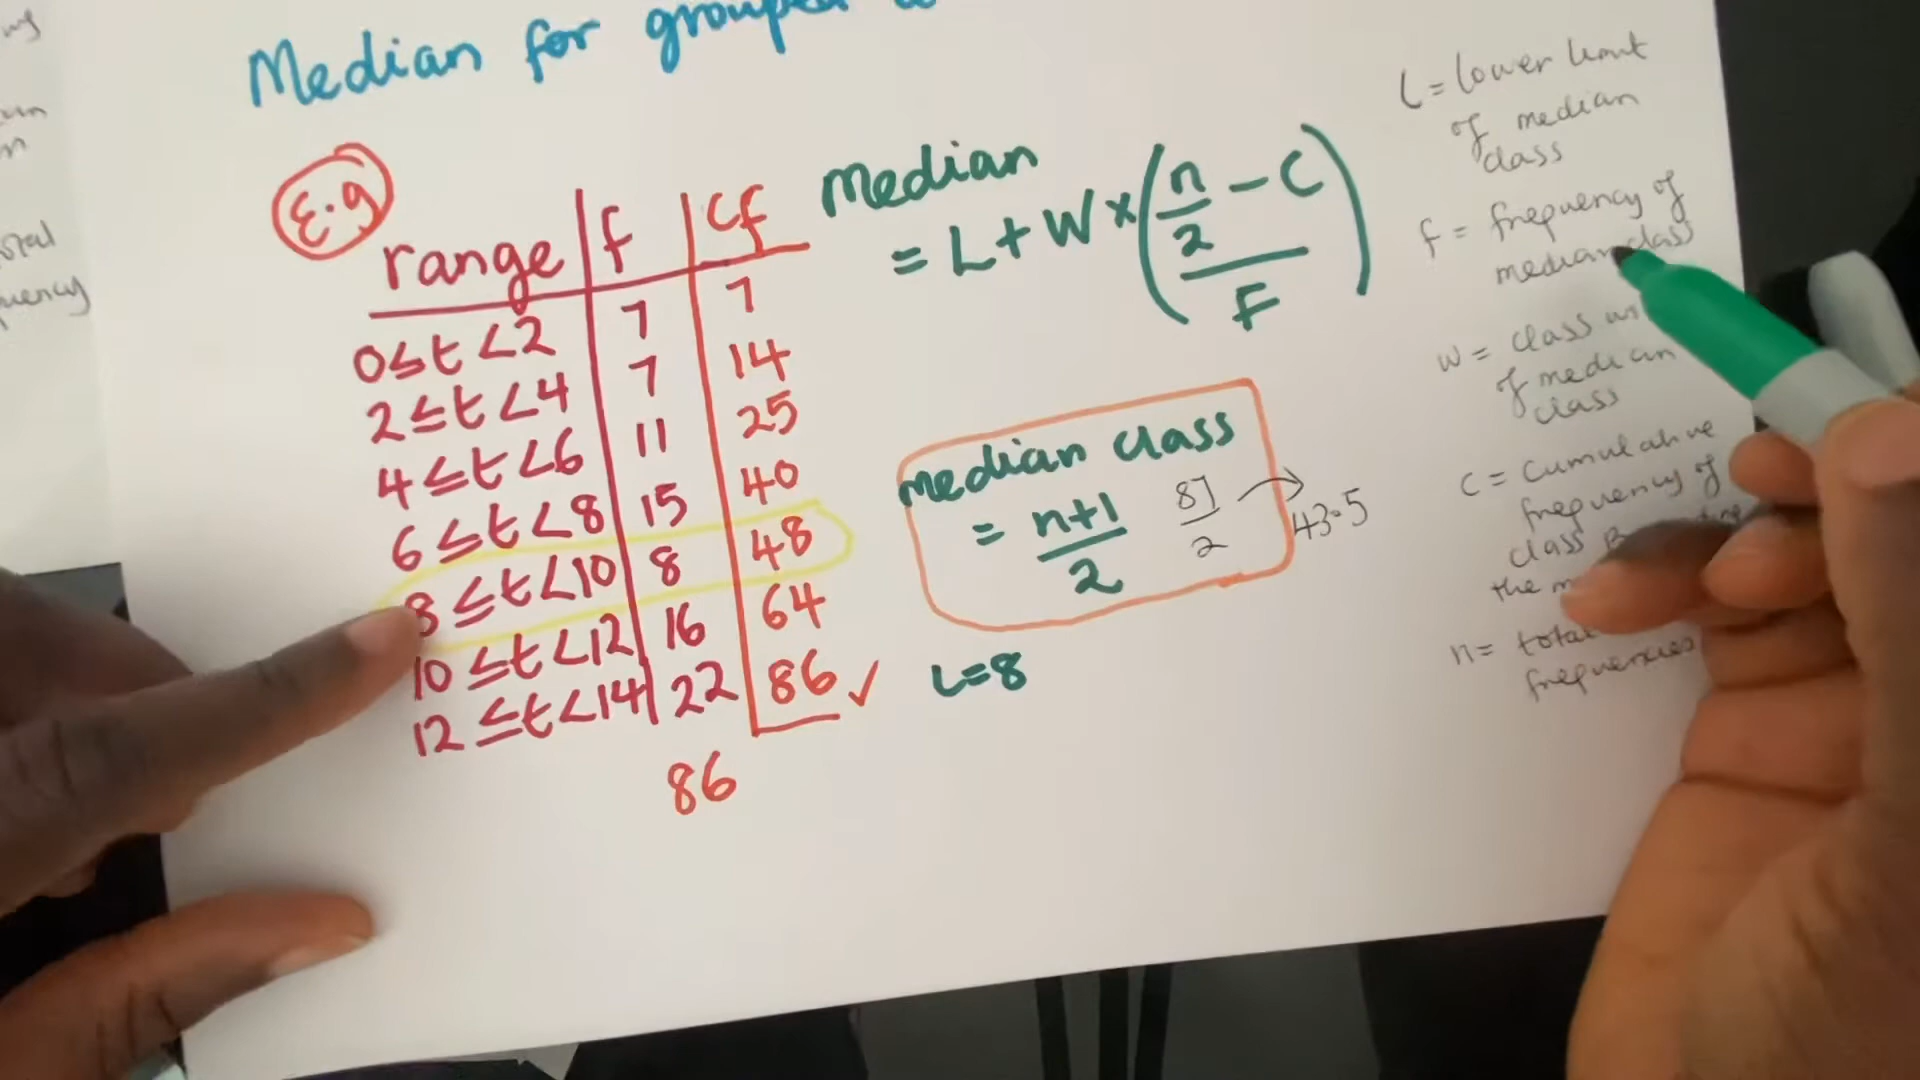 Median for grouped
E.g
range f cf
0≤t<2 7 7
2≤t<4 7 14
4≤t<6 11 25
6≤t<8 15 40
8≤t<10 8 48
10≤t<12 16 64
12≤t<14 22 86 ✓
86
Median
= L + W × (n/2 - C / F)
median class
= n+1/2 87/2 → 43.5
L=8
L = lower limit
of median
class
f = frequency of
median class
w = class
of median
class
c = cumulative
frequency of
class
the
n = total
frequencies